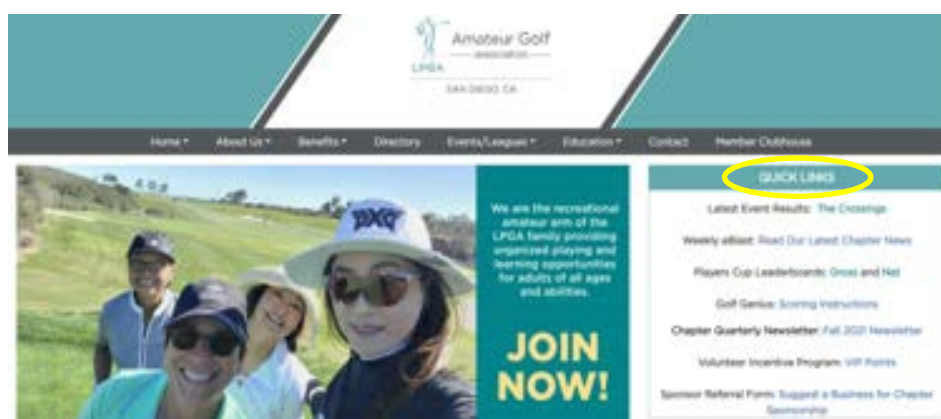 Amateur Golf
association
LPGA
SAN DIEGO, CA
Home About Us Benefits Directory Events/Leagues Education Contact Member Clubhouse
QUICK LINKS
PXG
We are the recreational
amateur arm of the
LPGA family providing
organized playing and
learning opportunities
for adults of all ages
and abilities.
JOIN
NOW!
Latest Event Results: The Crossings
Weekly eBlast: Read Our Latest Chapter News
Players Cup Leaderboards: Gross and Net
Golf Genius: Scoring Instructions
Chapter Quarterly Newsletter: Fall 2021 Newsletter
Volunteer Incentive Program: VIP Points
Sponsor Referral Form: Suggest a Business for Chapter
Sponsorship